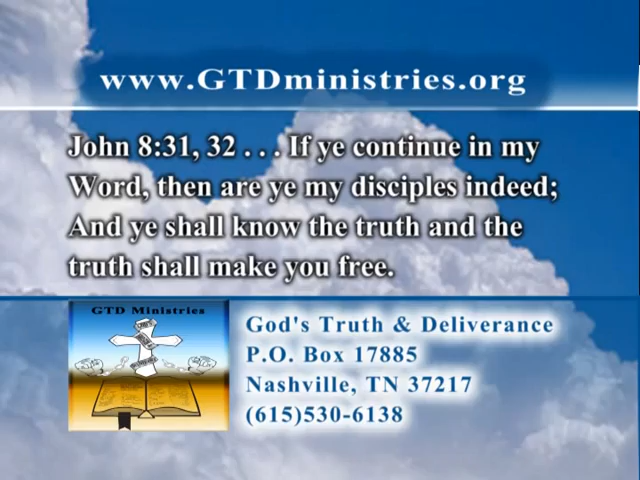 www.GTDministries.org
John 8:31, 32 . . . If ye continue in my
Word, then are ye my disciples indeed;
And ye shall know the truth and the
truth shall make you free.
GTD Ministries
God's Truth & Deliverance
P.O. Box 17885
Nashville, TN 37217
(615)530-6138